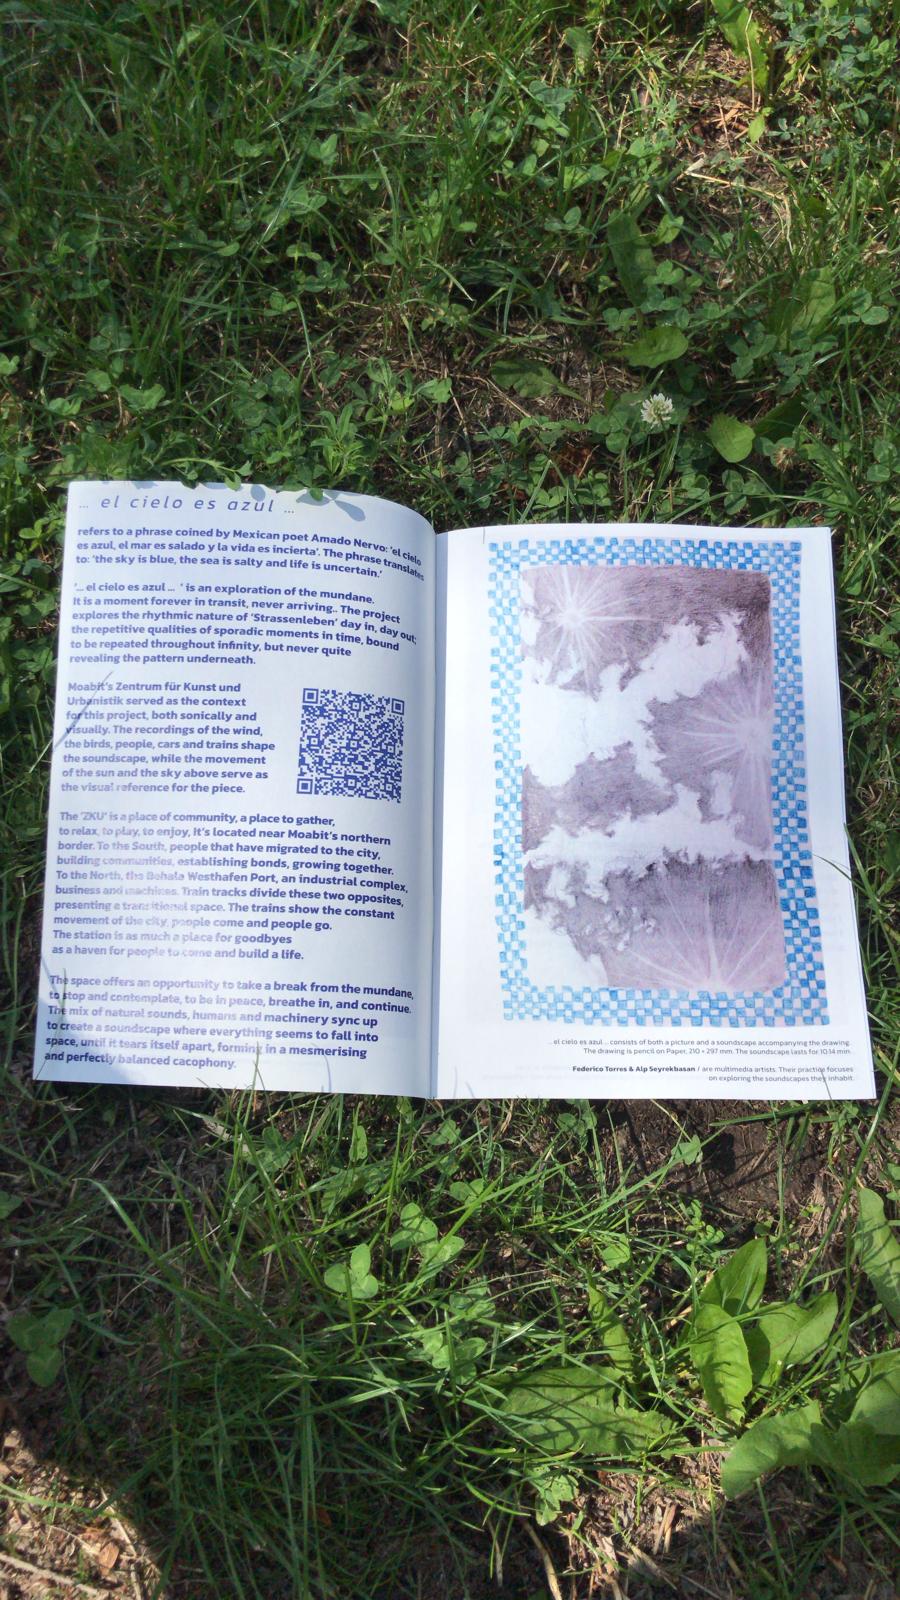 ... el cielo es azul ...
refers to a phrase coined by Mexican poet Amado Nervo: 'el cielo
es azul, el mar es salado y la vida es incierta'. The phrase translates
to: 'the sky is blue, the sea is salty and life is uncertain.'
'... el cielo es azul ... ' is an exploration of the mundane.
It is a moment forever in transit, never arriving.. The project
explores the rhythmic nature of 'Strassenleben' day in, day out;
the repetitive qualities of sporadic moments in time, bound
to be repeated throughout infinity, but never quite
revealing the pattern underneath.
Moabit's Zentrum für Kunst und
Urbanistik served as the context
for this project, both sonically and
visually. The recordings of the wind,
the birds, people, cars and trains shape
the soundscape, while the movement
of the sun and the sky above serve as
the visual reference for the piece.
The 'ZKU' is a place of community, a place to gather,
to relax, to play, to enjoy, It's located near Moabit's northern
border. To the South, people that have migrated to the city,
building communities, establishing bonds, growing together.
To the North, the Behala Westhafen Port, an industrial complex,
business and machines. Train tracks divide these two opposites,
presenting a transitional space. The trains show the constant
movement of the city, people come and people go.
The station is as much a place for goodbyes
as a haven for people to come and build a life.
The space offers an opportunity to take a break from the mundane,
to stop and contemplate, to be in peace, breathe in, and continue.
The mix of natural sounds, humans and machinery sync up
to create a soundscape where everything seems to fall into
space, until it tears itself apart, forming in a mesmerising
and perfectly balanced cacophony.
... el cielo es azul ... consists of both a picture and a soundscape accompanying the drawing.
The drawing is pencil on Paper, 210 × 297 mm. The soundscape lasts for 10:14 min.
Federico Torres & Alp Seyrekbasan / are multimedia artists. Their practice focuses
on exploring the soundscapes they inhabit.